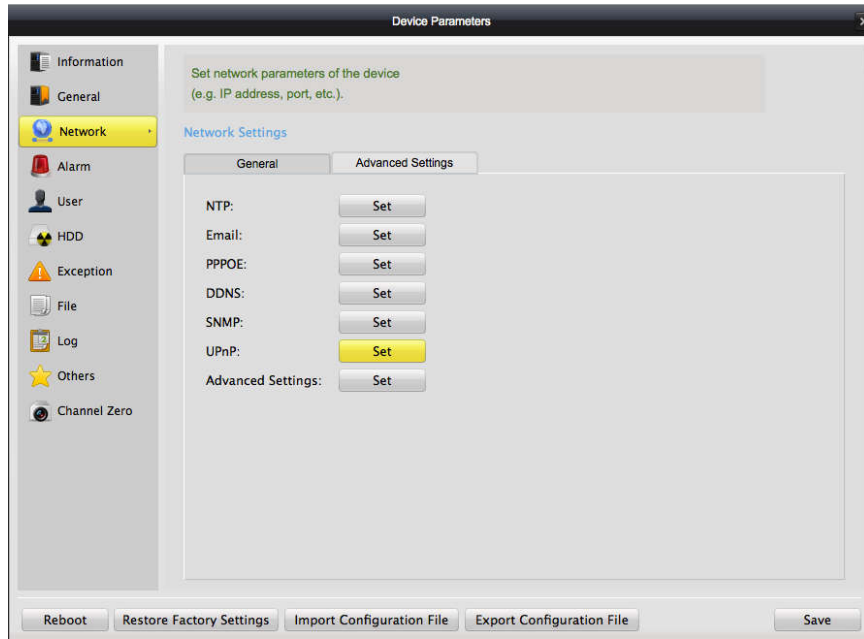 Device Parameters
Information
General
Network
Alarm
User
HDD
Exception
File
Log
Others
Channel Zero
Set network parameters of the device
(e.g. IP address, port, etc.).
Network Settings
General Advanced Settings
NTP: Set
Email: Set
PPPOE: Set
DDNS: Set
SNMP: Set
UPnP: Set
Advanced Settings: Set
Reboot Restore Factory Settings Import Configuration File Export Configuration File Save